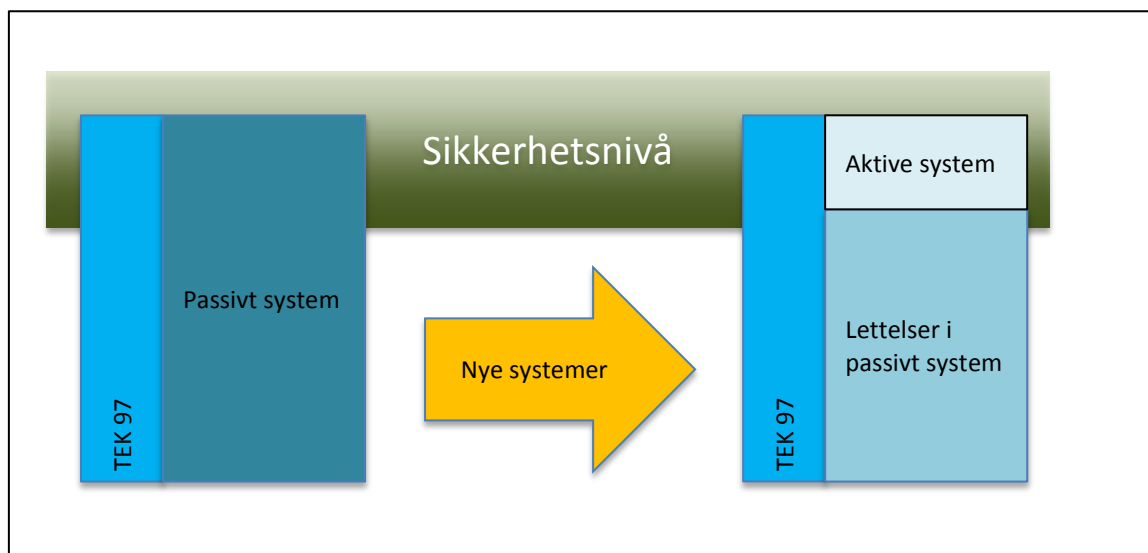 Sikkerhetsnivå
TEK 97
Passivt system
Nye systemer
TEK 97
Aktive system
Lettelser i
passivt system